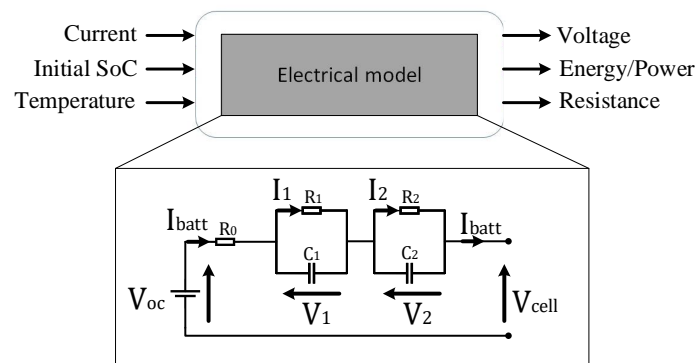 Current
Initial SoC
Temperature
Electrical model
Voltage
Energy/Power
Resistance
I1 R1
I2 R2
Ibatt R0
Ibatt
C1
C2
Voc
V1
V2
Vcell